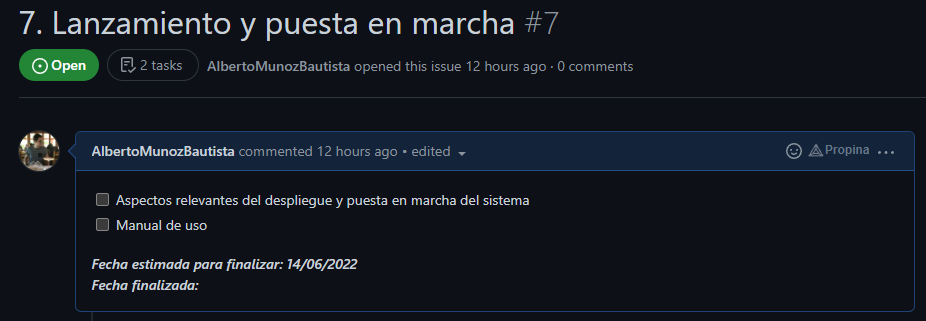 7. Lanzamiento y puesta en marcha #7
Open 2 tasks AlbertoMunozBautista opened this issue 12 hours ago · 0 comments
AlbertoMunozBautista commented 12 hours ago • edited Propina
Aspectos relevantes del despliegue y puesta en marcha del sistema
Manual de uso
Fecha estimada para finalizar: 14/06/2022
Fecha finalizada: